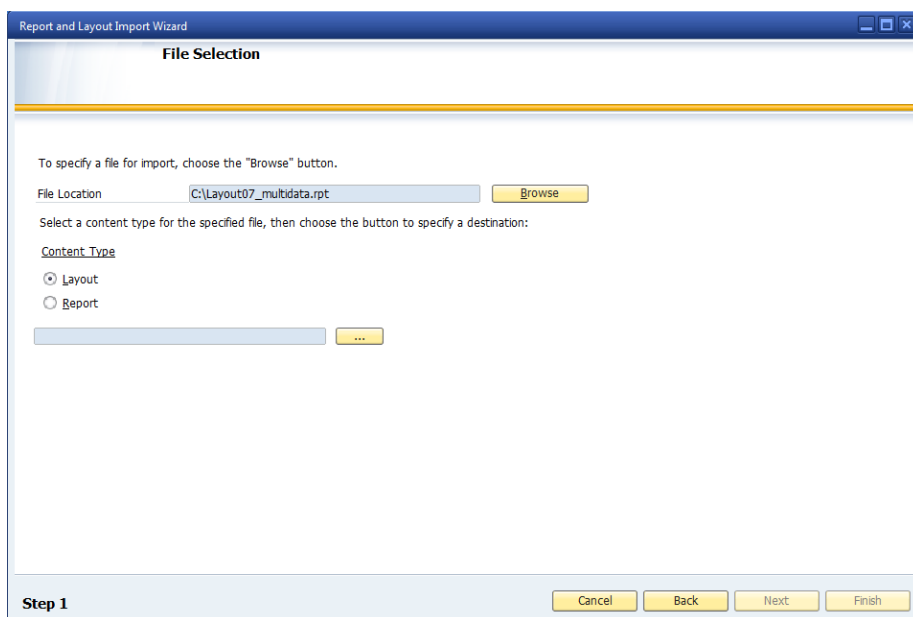 Report and Layout Import Wizard
File Selection
To specify a file for import, choose the "Browse" button.
File Location C:\Layout07_multidata.rpt Browse
Select a content type for the specified file, then choose the button to specify a destination:
Content Type
Layout
Report
...
Step 1 Cancel Back Next Finish